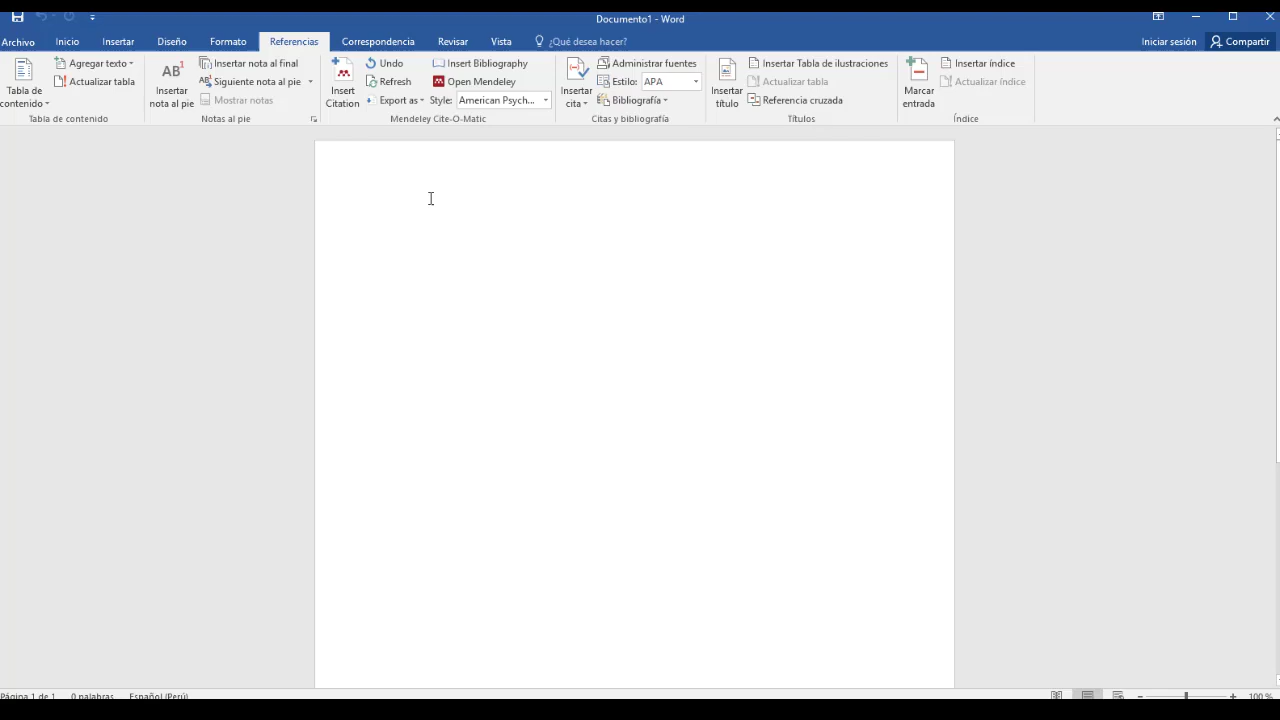 Documento1 - Word
Archivo Inicio Insertar Diseño Formato Referencias Correspondencia Revisar Vista ¿Qué desea hacer? Iniciar sesión Compartir
Tabla de contenido
Agregar texto
Actualizar tabla
Tabla de contenido
AB1
Insertar nota al pie
Insertar nota al final
AB1 Siguiente nota al pie
Mostrar notas
Notas al pie
Insert Citation
Undo
Refresh
Export as
Insert Bibliography
Open Mendeley
Style: American Psych...
Mendeley Cite-O-Matic
Insertar cita
Administrar fuentes
Estilo: APA
Bibliografía
Citas y bibliografía
Insertar título
Insertar Tabla de ilustraciones
Actualizar tabla
Referencia cruzada
Títulos
Marcar entrada
Insertar índice
Actualizar índice
Índice
Página 1 de 1 0 palabras Español (Perú) 100 %